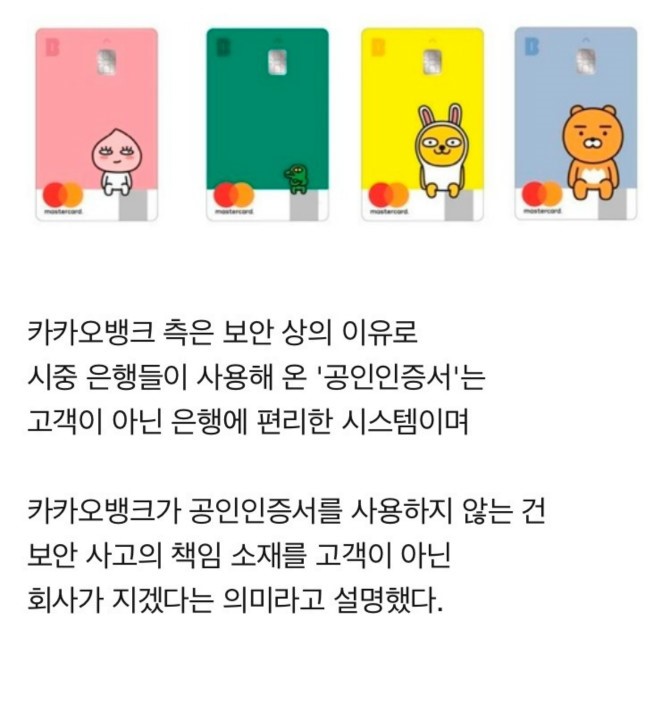 B
B
B
B
mastercard.
mastercard.
mastercard.
mastercard.
카카오뱅크 측은 보안 상의 이유로
시중 은행들이 사용해 온 '공인인증서'는
고객이 아닌 은행에 편리한 시스템이며
카카오뱅크가 공인인증서를 사용하지 않는 건
보안 사고의 책임 소재를 고객이 아닌
회사가 지겠다는 의미라고 설명했다.